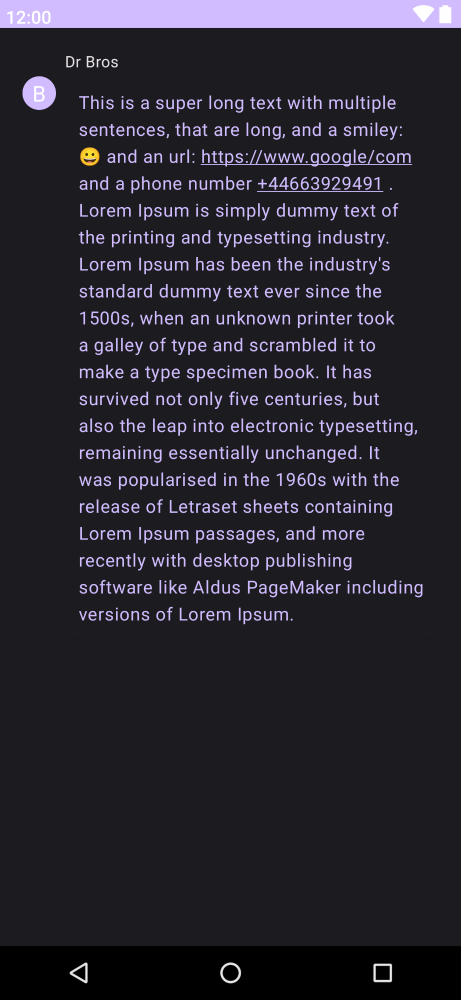 12:00
Dr Bros
B
This is a super long text with multiple
sentences, that are long, and a smiley:
😀 and an url: https://www.google/com
and a phone number +44663929491 .
Lorem Ipsum is simply dummy text of
the printing and typesetting industry.
Lorem Ipsum has been the industry's
standard dummy text ever since the
1500s, when an unknown printer took
a galley of type and scrambled it to
make a type specimen book. It has
survived not only five centuries, but
also the leap into electronic typesetting,
remaining essentially unchanged. It
was popularised in the 1960s with the
release of Letraset sheets containing
Lorem Ipsum passages, and more
recently with desktop publishing
software like Aldus PageMaker including
versions of Lorem Ipsum.